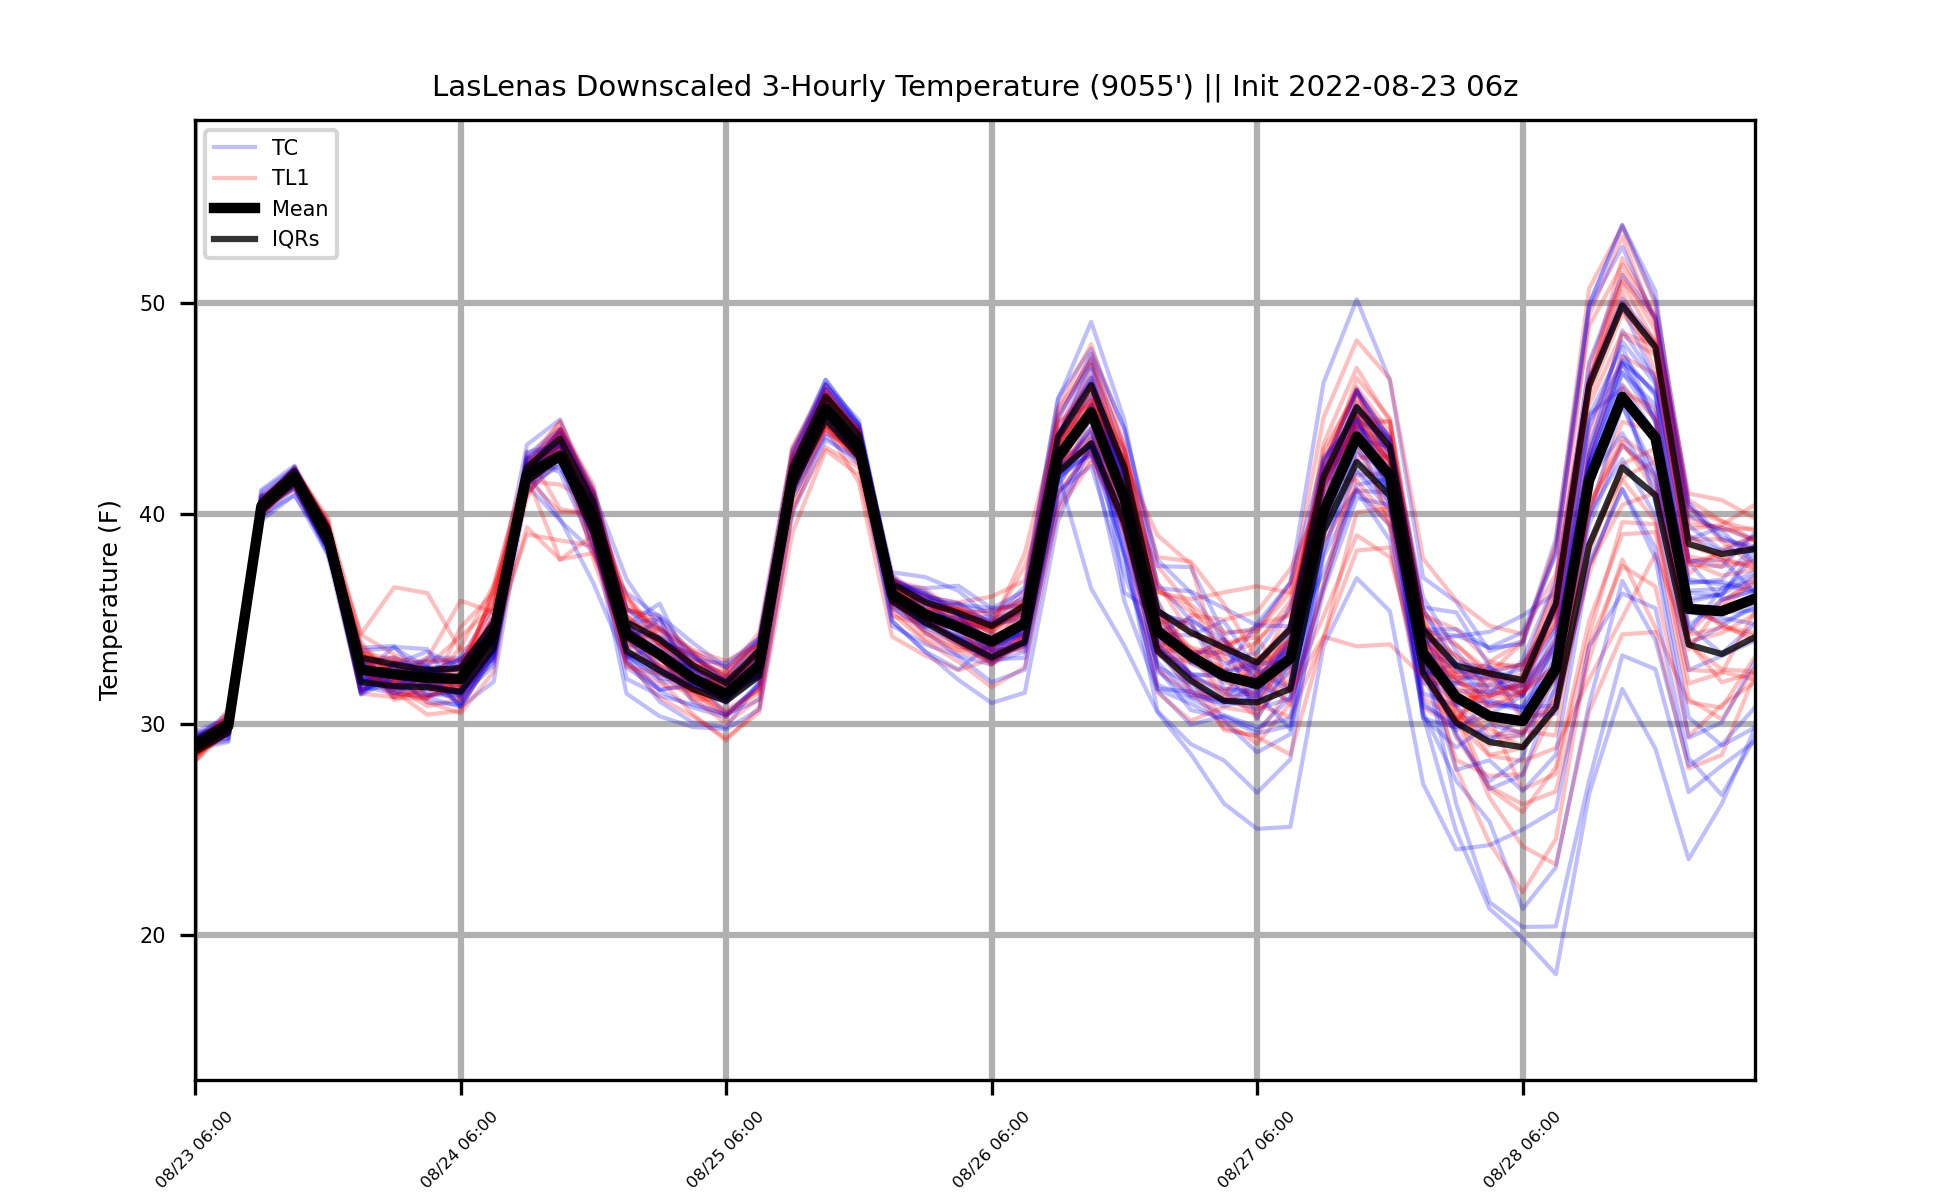 LasLenas Downscaled 3-Hourly Temperature (9055') || Init 2022-08-23 06z
TC
TL1
Mean
IQRs
Temperature (F)
50
40
30
20
08/23 06:00
08/24 06:00
08/25 06:00
08/26 06:00
08/27 06:00
08/28 06:00